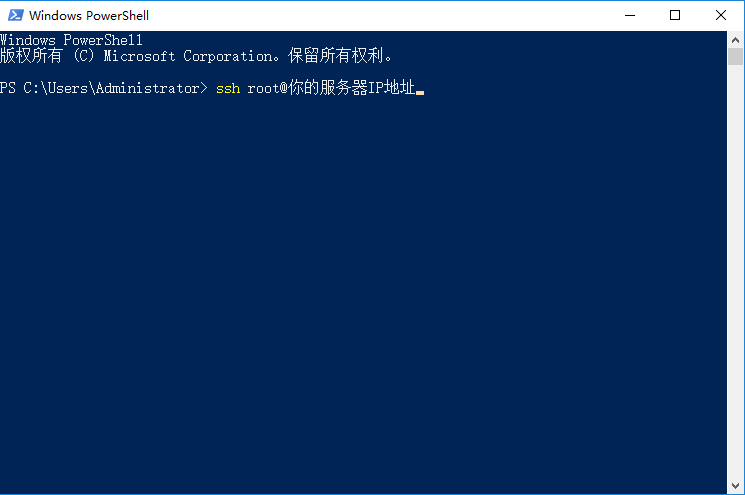 Windows PowerShell
Windows PowerShell
版权所有 (C) Microsoft Corporation。保留所有权利。
PS C:\Users\Administrator> ssh root@你的服务器IP地址